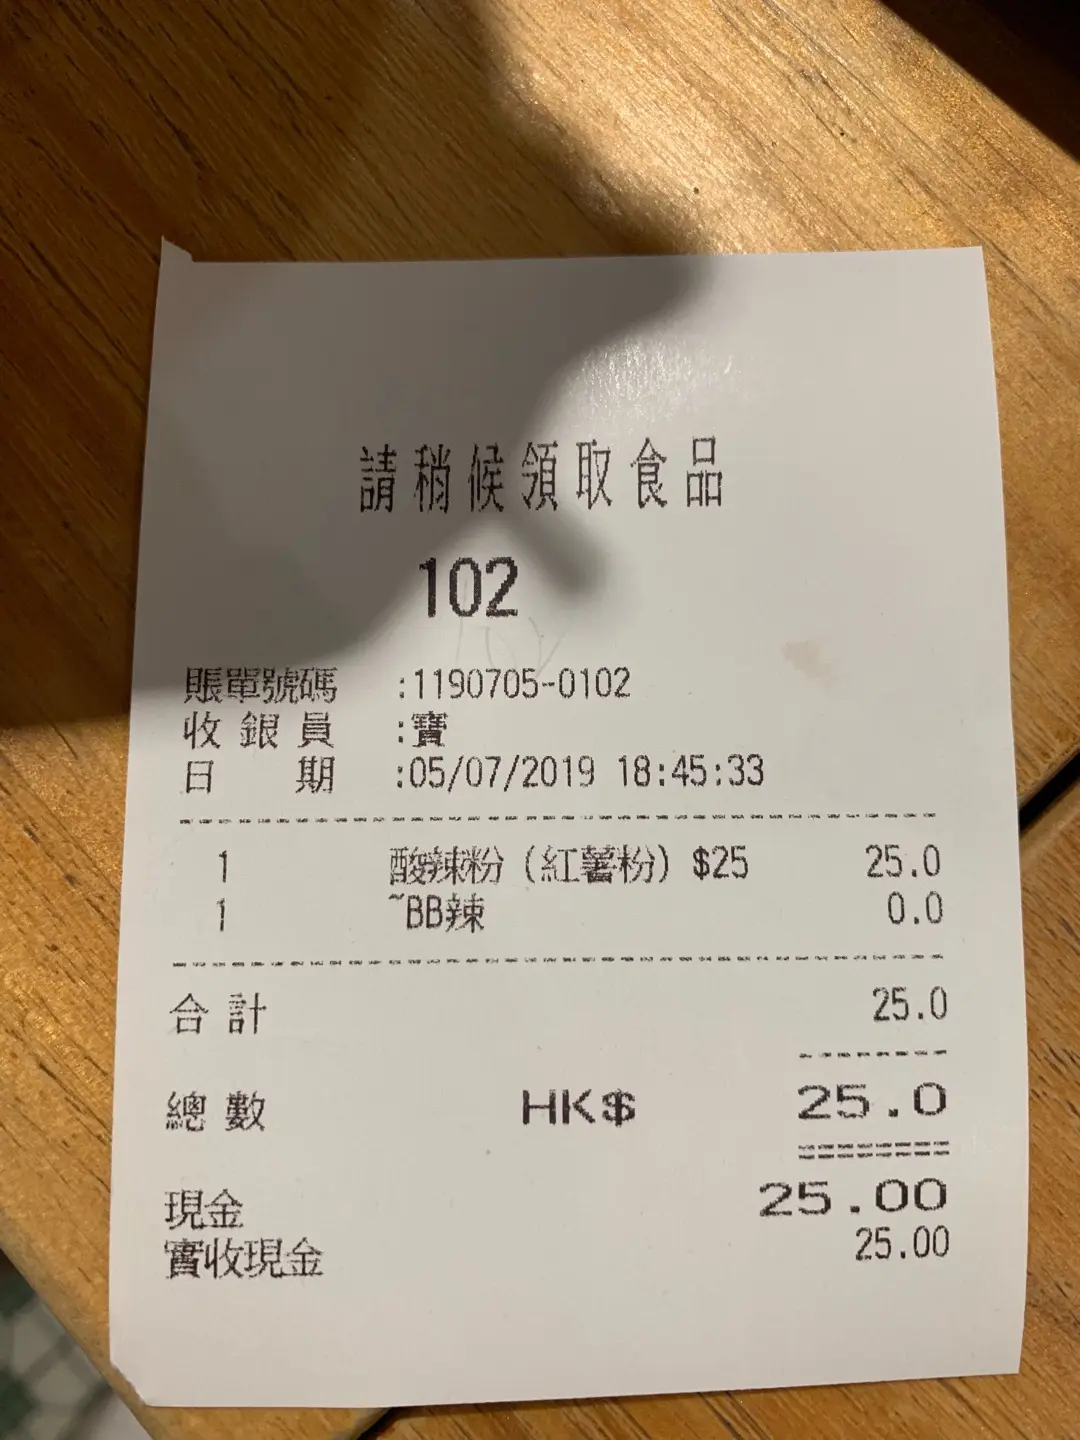 請稍候領取食品
102
賬單號碼 :1190705-0102
收銀員 :寶
日 期 :05/07/2019 18:45:33
1 酸辣粉(紅薯粉)$25 25.0
1 ~BB辣 0.0
合計 25.0
總數 HK$ 25.0
現金 25.00
實收現金 25.00